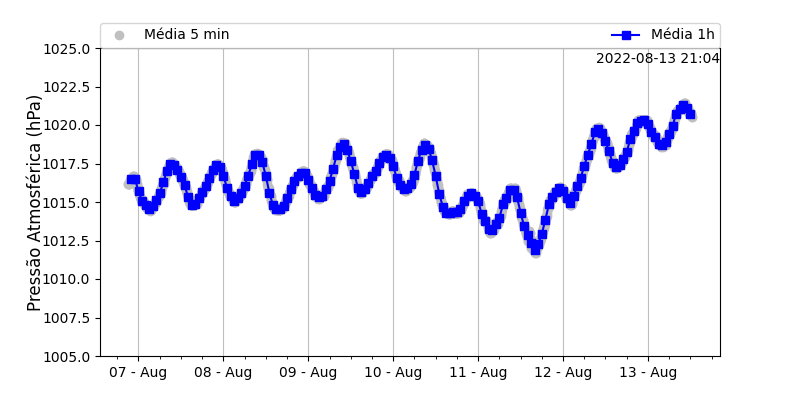 Média 5 min
Média 1h
2022-08-13 21:04
Pressão Atmosférica (hPa)
1025.0
1022.5
1020.0
1017.5
1015.0
1012.5
1010.0
1007.5
1005.0
07 - Aug
08 - Aug
09 - Aug
10 - Aug
11 - Aug
12 - Aug
13 - Aug